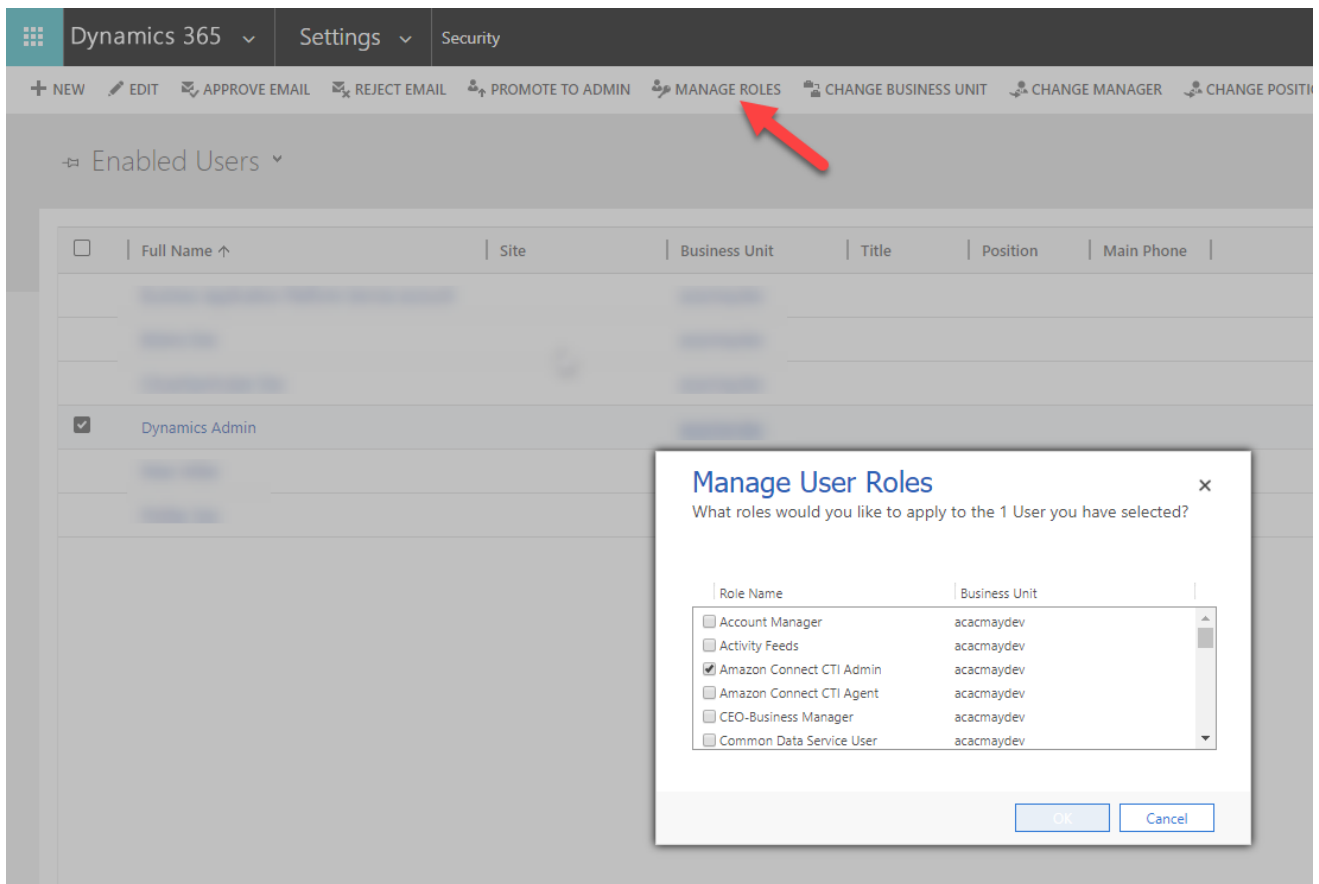 Dynamics 365 Settings Security
NEW EDIT APPROVE EMAIL REJECT EMAIL PROMOTE TO ADMIN MANAGE ROLES CHANGE BUSINESS UNIT CHANGE MANAGER CHANGE POSITI
Enabled Users
Full Name Site Business Unit Title Position Main Phone
Dynamics Admin
Manage User Roles
What roles would you like to apply to the 1 User you have selected?
Role Name Business Unit
Account Manager acacmaydev
Activity Feeds acacmaydev
Amazon Connect CTI Admin acacmaydev
Amazon Connect CTI Agent acacmaydev
CEO-Business Manager acacmaydev
Common Data Service User acacmaydev
OK Cancel